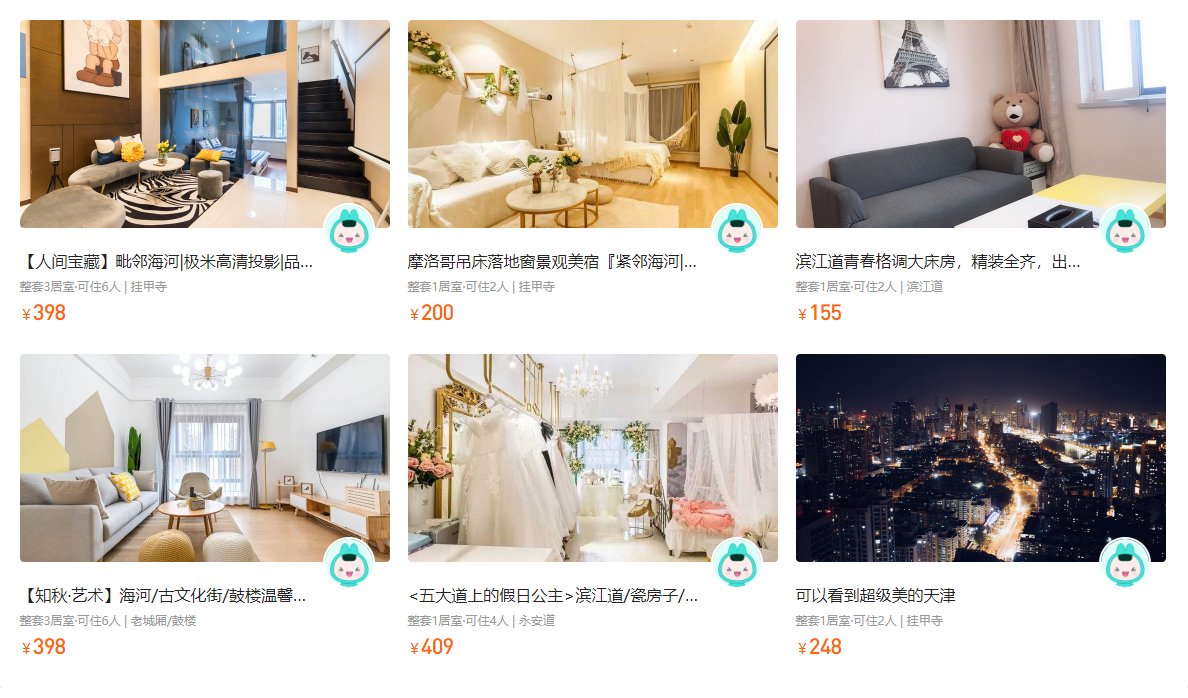 【人间宝藏】毗邻海河|极米高清投影|品...
整套3居室·可住6人 | 挂甲寺
¥398
摩洛哥吊床落地窗景观美宿『紧邻海河|...
整套1居室·可住2人 | 挂甲寺
¥200
滨江道青春格调大床房，精装全齐，出...
整套1居室·可住2人 | 滨江道
¥155
【知秋·艺术】海河/古文化街/鼓楼温馨...
整套3居室·可住6人 | 老城厢/鼓楼
¥398
<五大道上的假日公主>滨江道/瓷房子/...
整套1居室·可住4人 | 永安道
¥409
可以看到超级美的天津
整套1居室·可住2人 | 挂甲寺
¥248